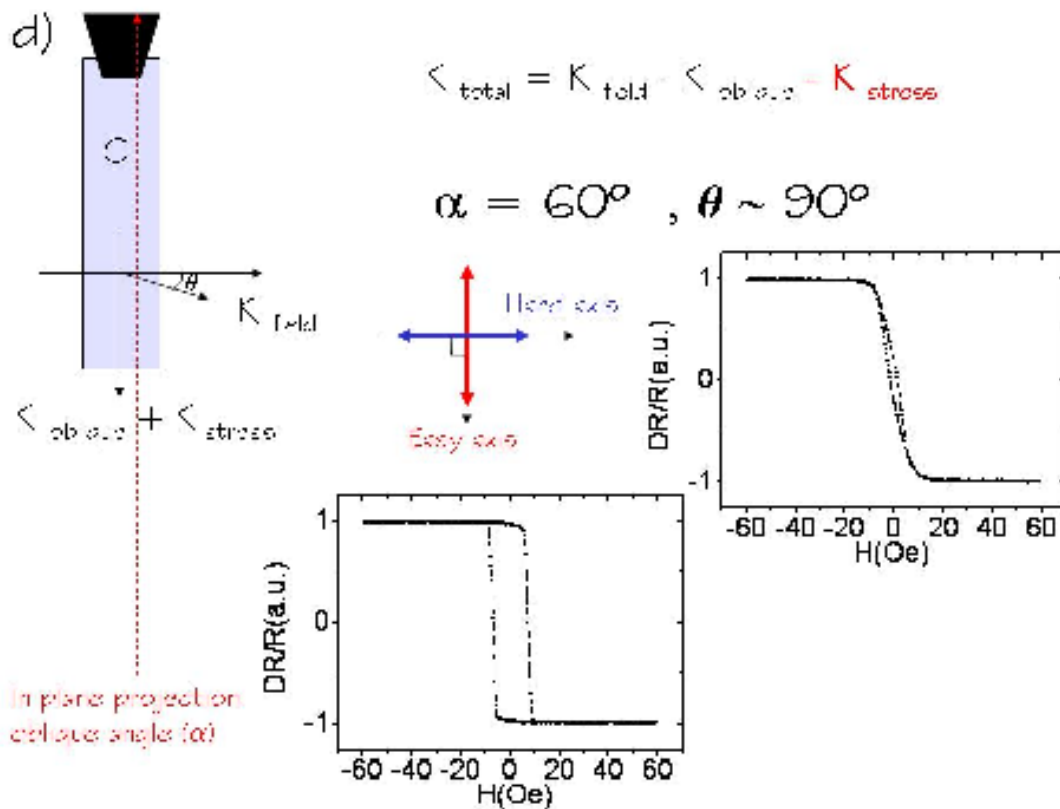 d)
K total = K field - K oblique - K stress
C
α = 60º , θ ~ 90º
θ
K field
Hard axis
K oblique + K stress
Easy axis
DR/R(a.u.)
1
0
-1
-60 -40 -20 0 20 40 60
H(Oe)
DR/R(a.u.)
1
0
-1
-60 -40 -20 0 20 40 60
H(Oe)
In plane projection
oblique angle (α)